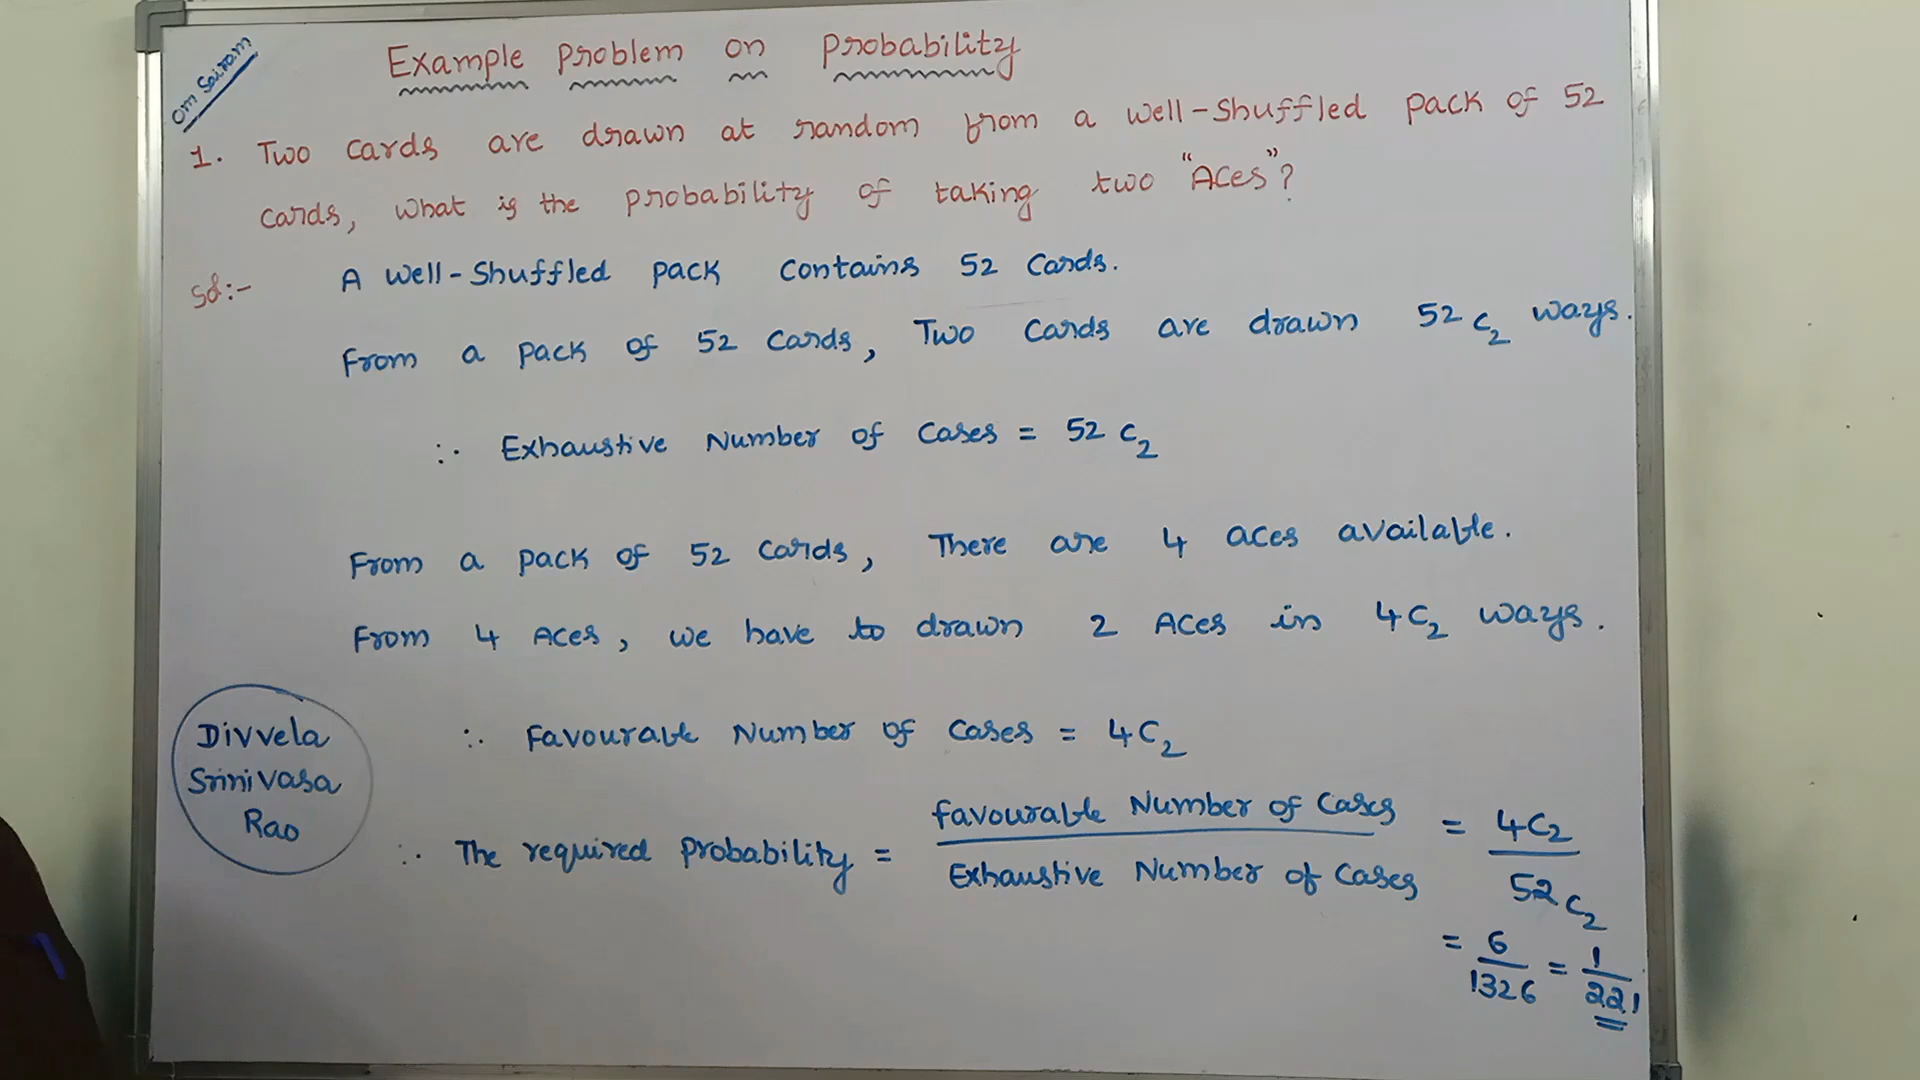 Om Sairam
Example Problem on Probability
1. Two cards are drawn at random from a well-shuffled pack of 52
cards, what is the probability of taking two "Aces"?
Sol:- A well-shuffled pack contains 52 cards.
From a pack of 52 cards, Two cards are drawn 52C₂ ways.
∴ Exhaustive Number of cases = 52C₂
From a pack of 52 cards, There are 4 aces available.
From 4 Aces, we have to drawn 2 Aces in 4C₂ ways.
∴ Favourable Number of cases = 4C₂
∴ The required probability = favourable Number of cases / Exhaustive Number of cases = 4C₂ / 52C₂
= 6/1326 = 1/221
Divvela
Srinivasa
Rao